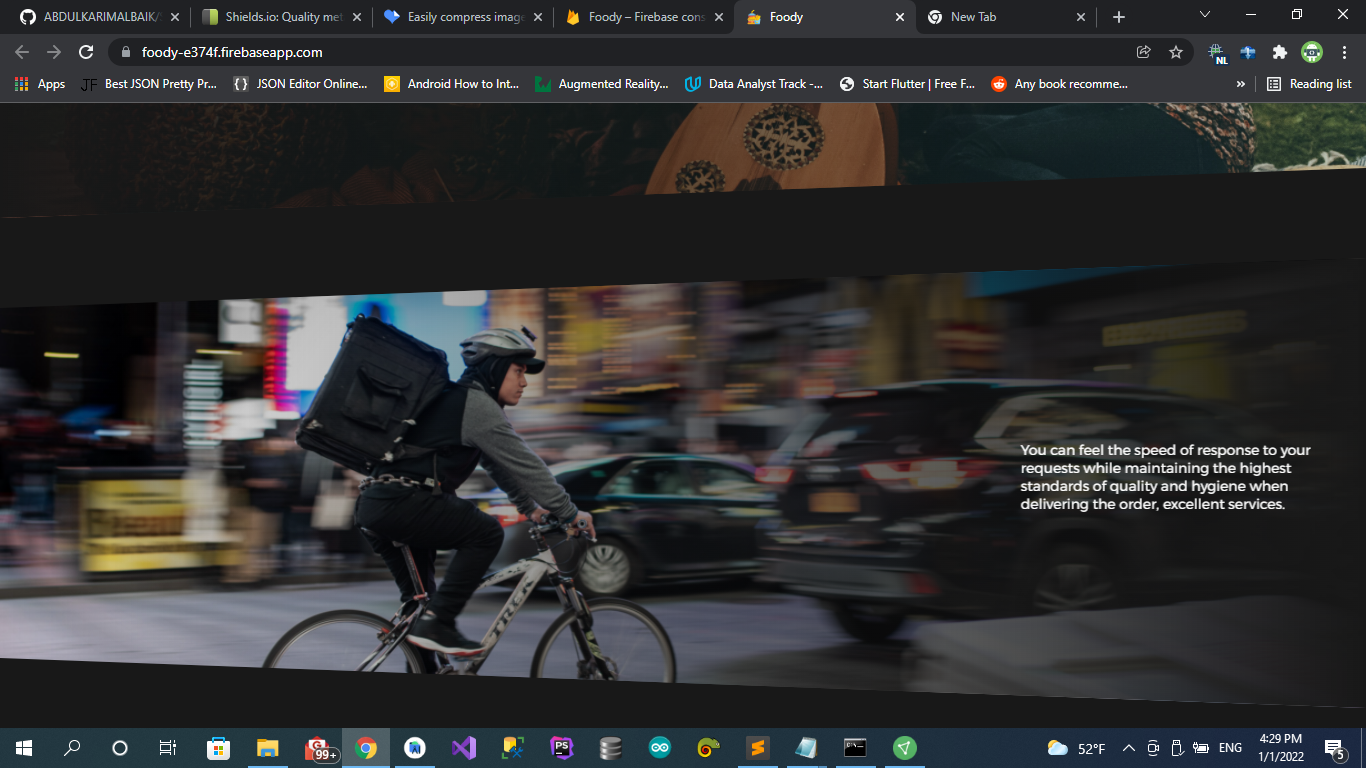 ABDULKARIMALBAIK/
Shields.io: Quality met
Easily compress image
Foody – Firebase cons
Foody
New Tab
foody-e374f.firebaseapp.com
NL
Apps
JF Best JSON Pretty Pr...
{ } JSON Editor Online...
Android How to Int...
Augmented Reality...
Data Analyst Track -...
Start Flutter | Free F...
Any book recomme...
»
Reading list
TREK
You can feel the speed of response to your
requests while maintaining the highest
standards of quality and hygiene when
delivering the order, excellent services.
99+
PS
52°F
ENG
4:29 PM
1/1/2022
5